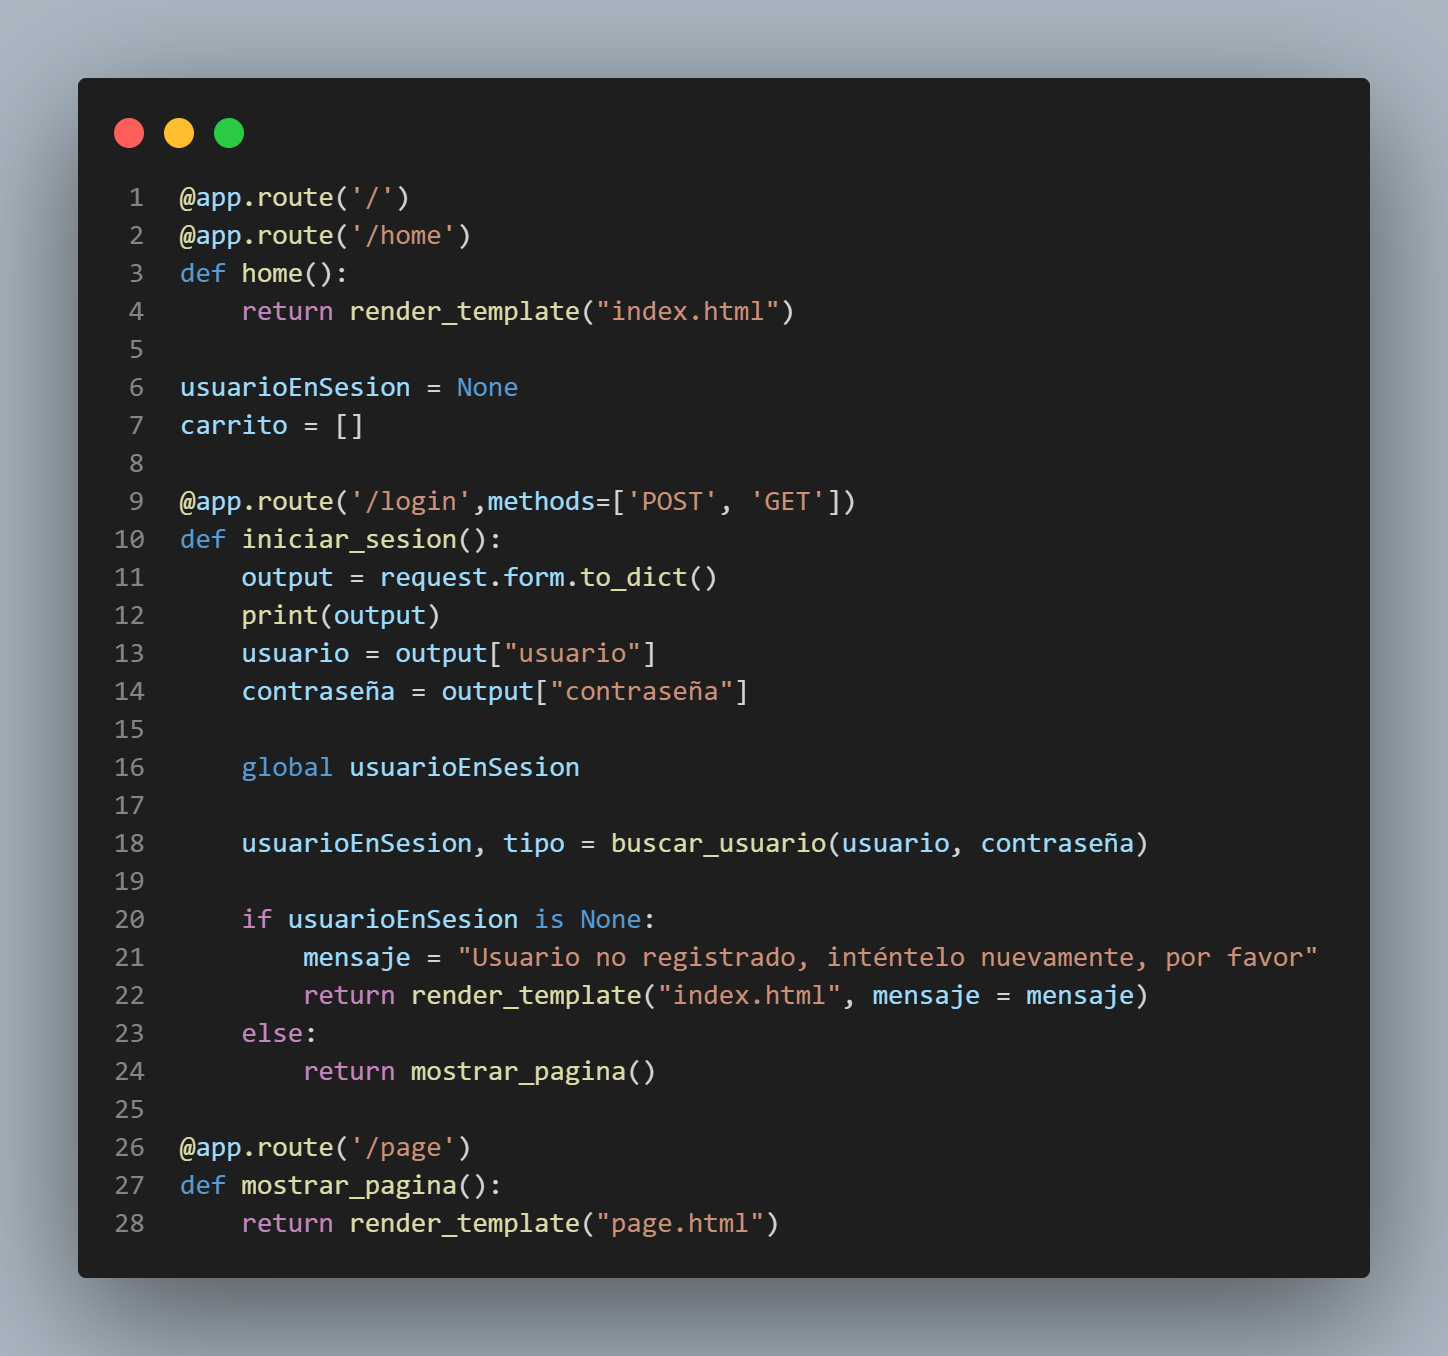 1 @app.route('/')
2 @app.route('/home')
3 def home():
4     return render_template("index.html")
5
6 usuarioEnSesion = None
7 carrito = []
8
9 @app.route('/login',methods=['POST', 'GET'])
10 def iniciar_sesion():
11     output = request.form.to_dict()
12     print(output)
13     usuario = output["usuario"]
14     contraseña = output["contraseña"]
15
16     global usuarioEnSesion
17
18     usuarioEnSesion, tipo = buscar_usuario(usuario, contraseña)
19
20     if usuarioEnSesion is None:
21         mensaje = "Usuario no registrado, inténtelo nuevamente, por favor"
22         return render_template("index.html", mensaje = mensaje)
23     else:
24         return mostrar_pagina()
25
26 @app.route('/page')
27 def mostrar_pagina():
28     return render_template("page.html")